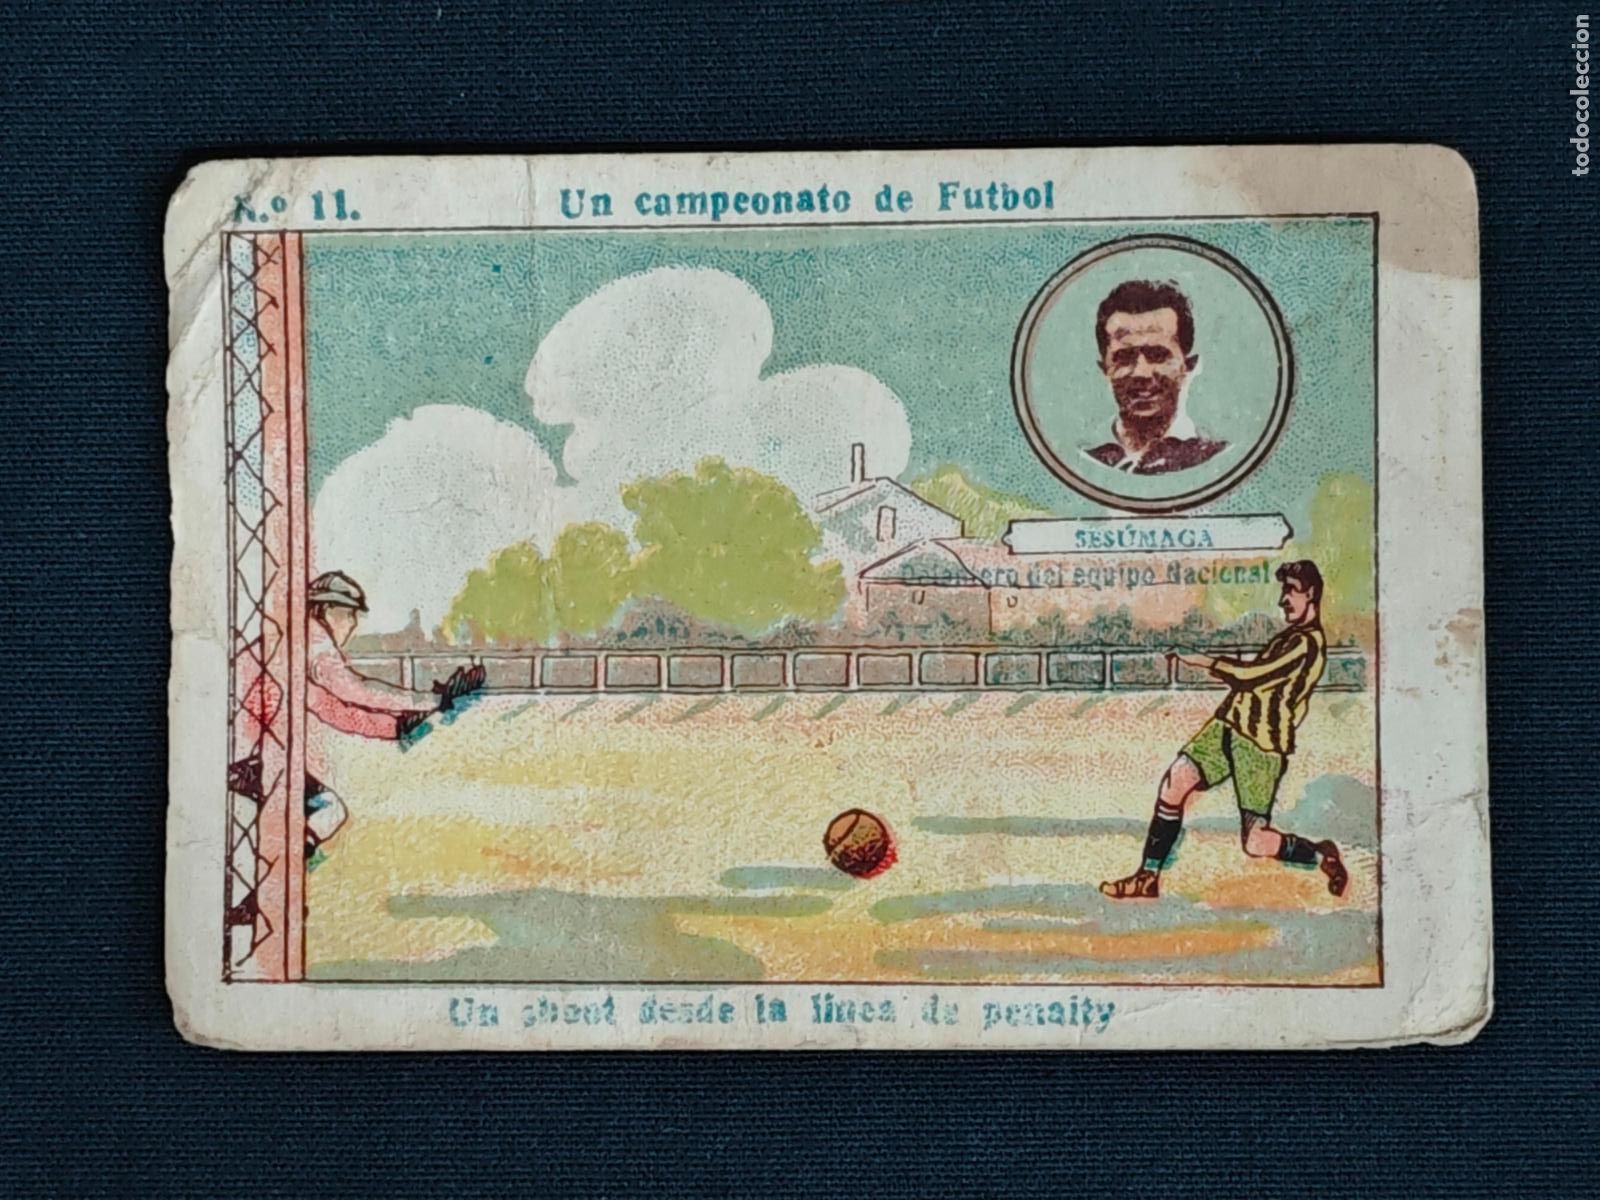 N.º 11.
Un campeonato de Futbol
SESÚMAGA
Delantero del equipo Nacional
Un shoot desde la linea de penalty
todocoleccion